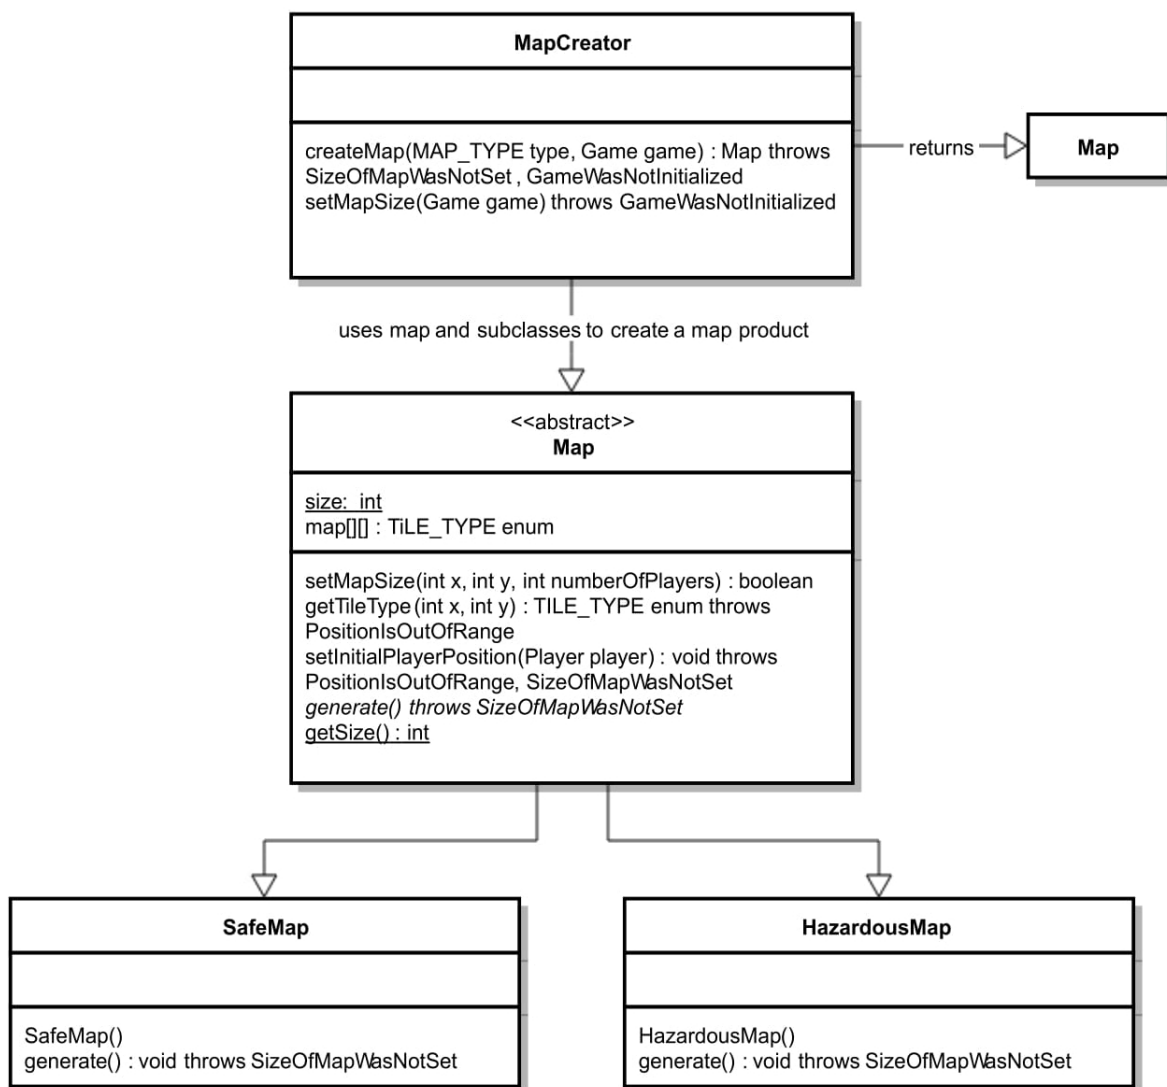 MapCreator
createMap(MAP_TYPE type, Game game) : Map throws
SizeOfMapWasNotSet , GameWasNotInitialized
setMapSize(Game game) throws GameWasNotInitialized
returns
Map
uses map and subclasses to create a map product
<<abstract>>
Map
size: int
map[][] : TiLE_TYPE enum
setMapSize(int x, int y, int numberOfPlayers) : boolean
getTileType(int x, int y) : TILE_TYPE enum throws
PositionIsOutOfRange
setInitialPlayerPosition(Player player) : void throws
PositionIsOutOfRange, SizeOfMapWasNotSet
generate() throws SizeOfMapWasNotSet
getSize() : int
SafeMap
SafeMap()
generate() : void throws SizeOfMapWasNotSet
HazardousMap
HazardousMap()
generate() : void throws SizeOfMapWasNotSet